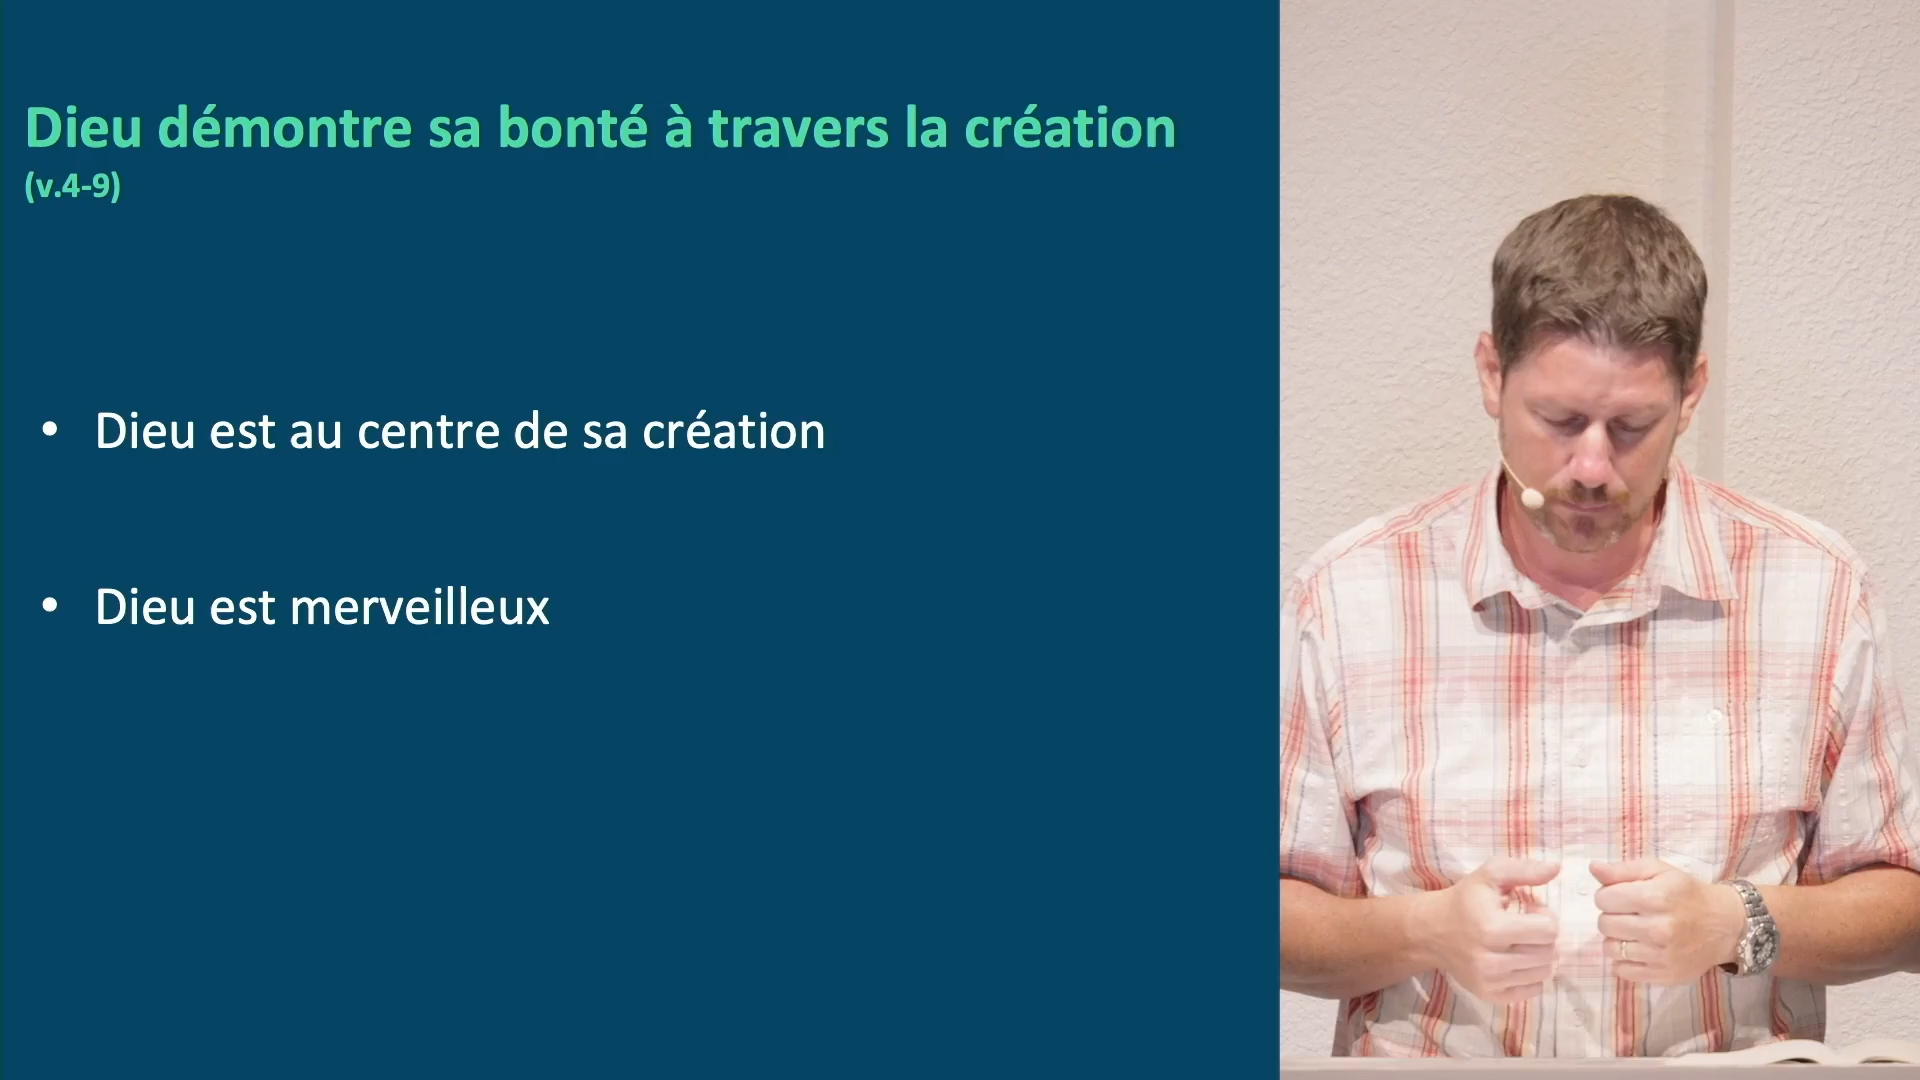 Dieu démontre sa bonté à travers la création
(v.4-9)
• Dieu est au centre de sa création
• Dieu est merveilleux